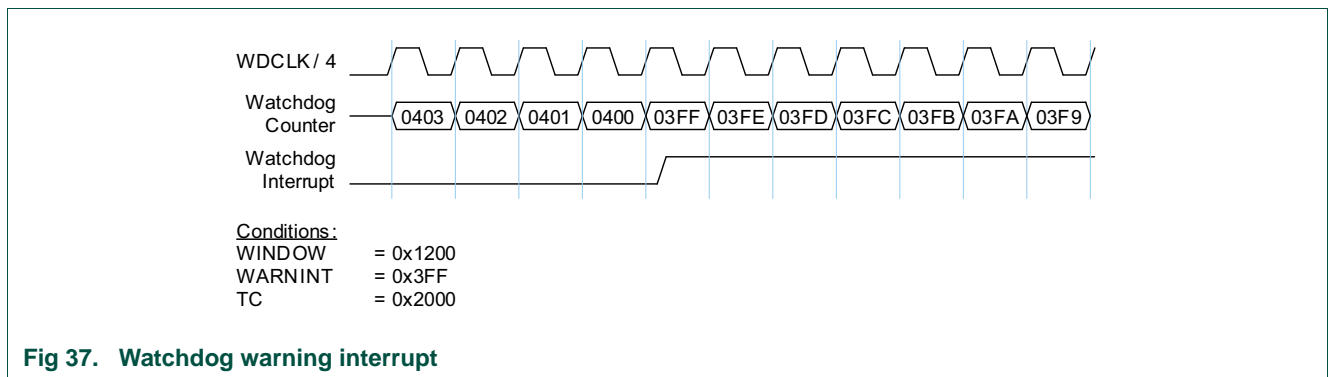 WDCLK / 4
Watchdog
Counter
0403 0402 0401 0400 03FF 03FE 03FD 03FC 03FB 03FA 03F9
Watchdog
Interrupt
Conditions:
WINDOW = 0x1200
WARNINT = 0x3FF
TC = 0x2000
Fig 37. Watchdog warning interrupt